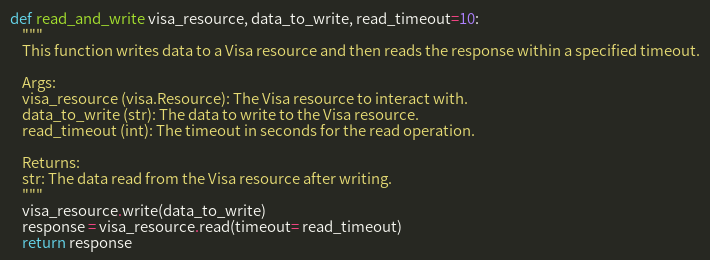 def read_and_write visa_resource, data_to_write, read_timeout=10:
"""
This function writes data to a Visa resource and then reads the response within a specified timeout.
Args:
visa_resource (visa.Resource): The Visa resource to interact with.
data_to_write (str): The data to write to the Visa resource.
read_timeout (int): The timeout in seconds for the read operation.
Returns:
str: The data read from the Visa resource after writing.
"""
visa_resource.write(data_to_write)
response = visa_resource.read(timeout= read_timeout)
return response